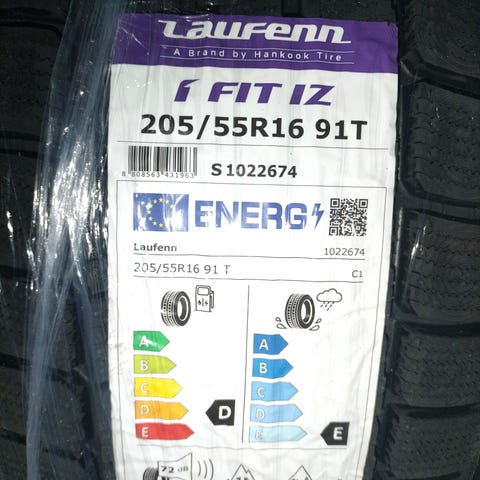 Laufenn
A Brand by Hankook Tire
i FIT IZ
205/55R16 91T
8 808563 431963
S 1022674
ENERG
Laufenn
1022674
205/55R16 91 T
C1
A
B
C
D
E
D
A
B
C
D
E
E
72 dB